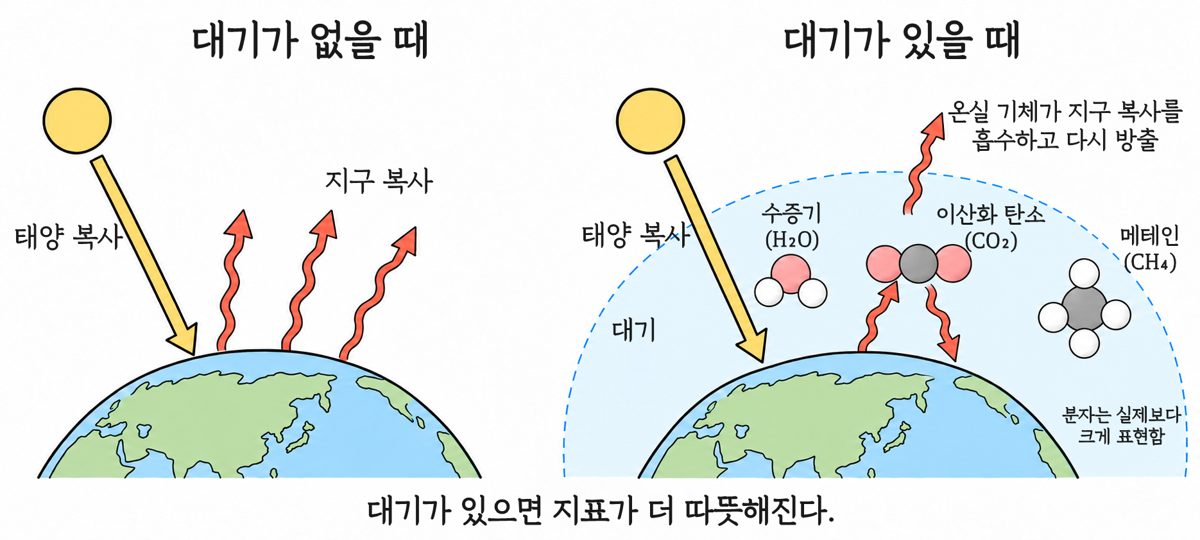 대기가 없을 때
태양 복사
지구 복사
대기가 있을 때
태양 복사
온실 기체가 지구 복사를
흡수하고 다시 방출
수증기
(H₂O)
이산화 탄소
(CO₂)
메테인
(CH₄)
대기
분자는 실제보다
크게 표현함
대기가 있으면 지표가 더 따뜻해진다.